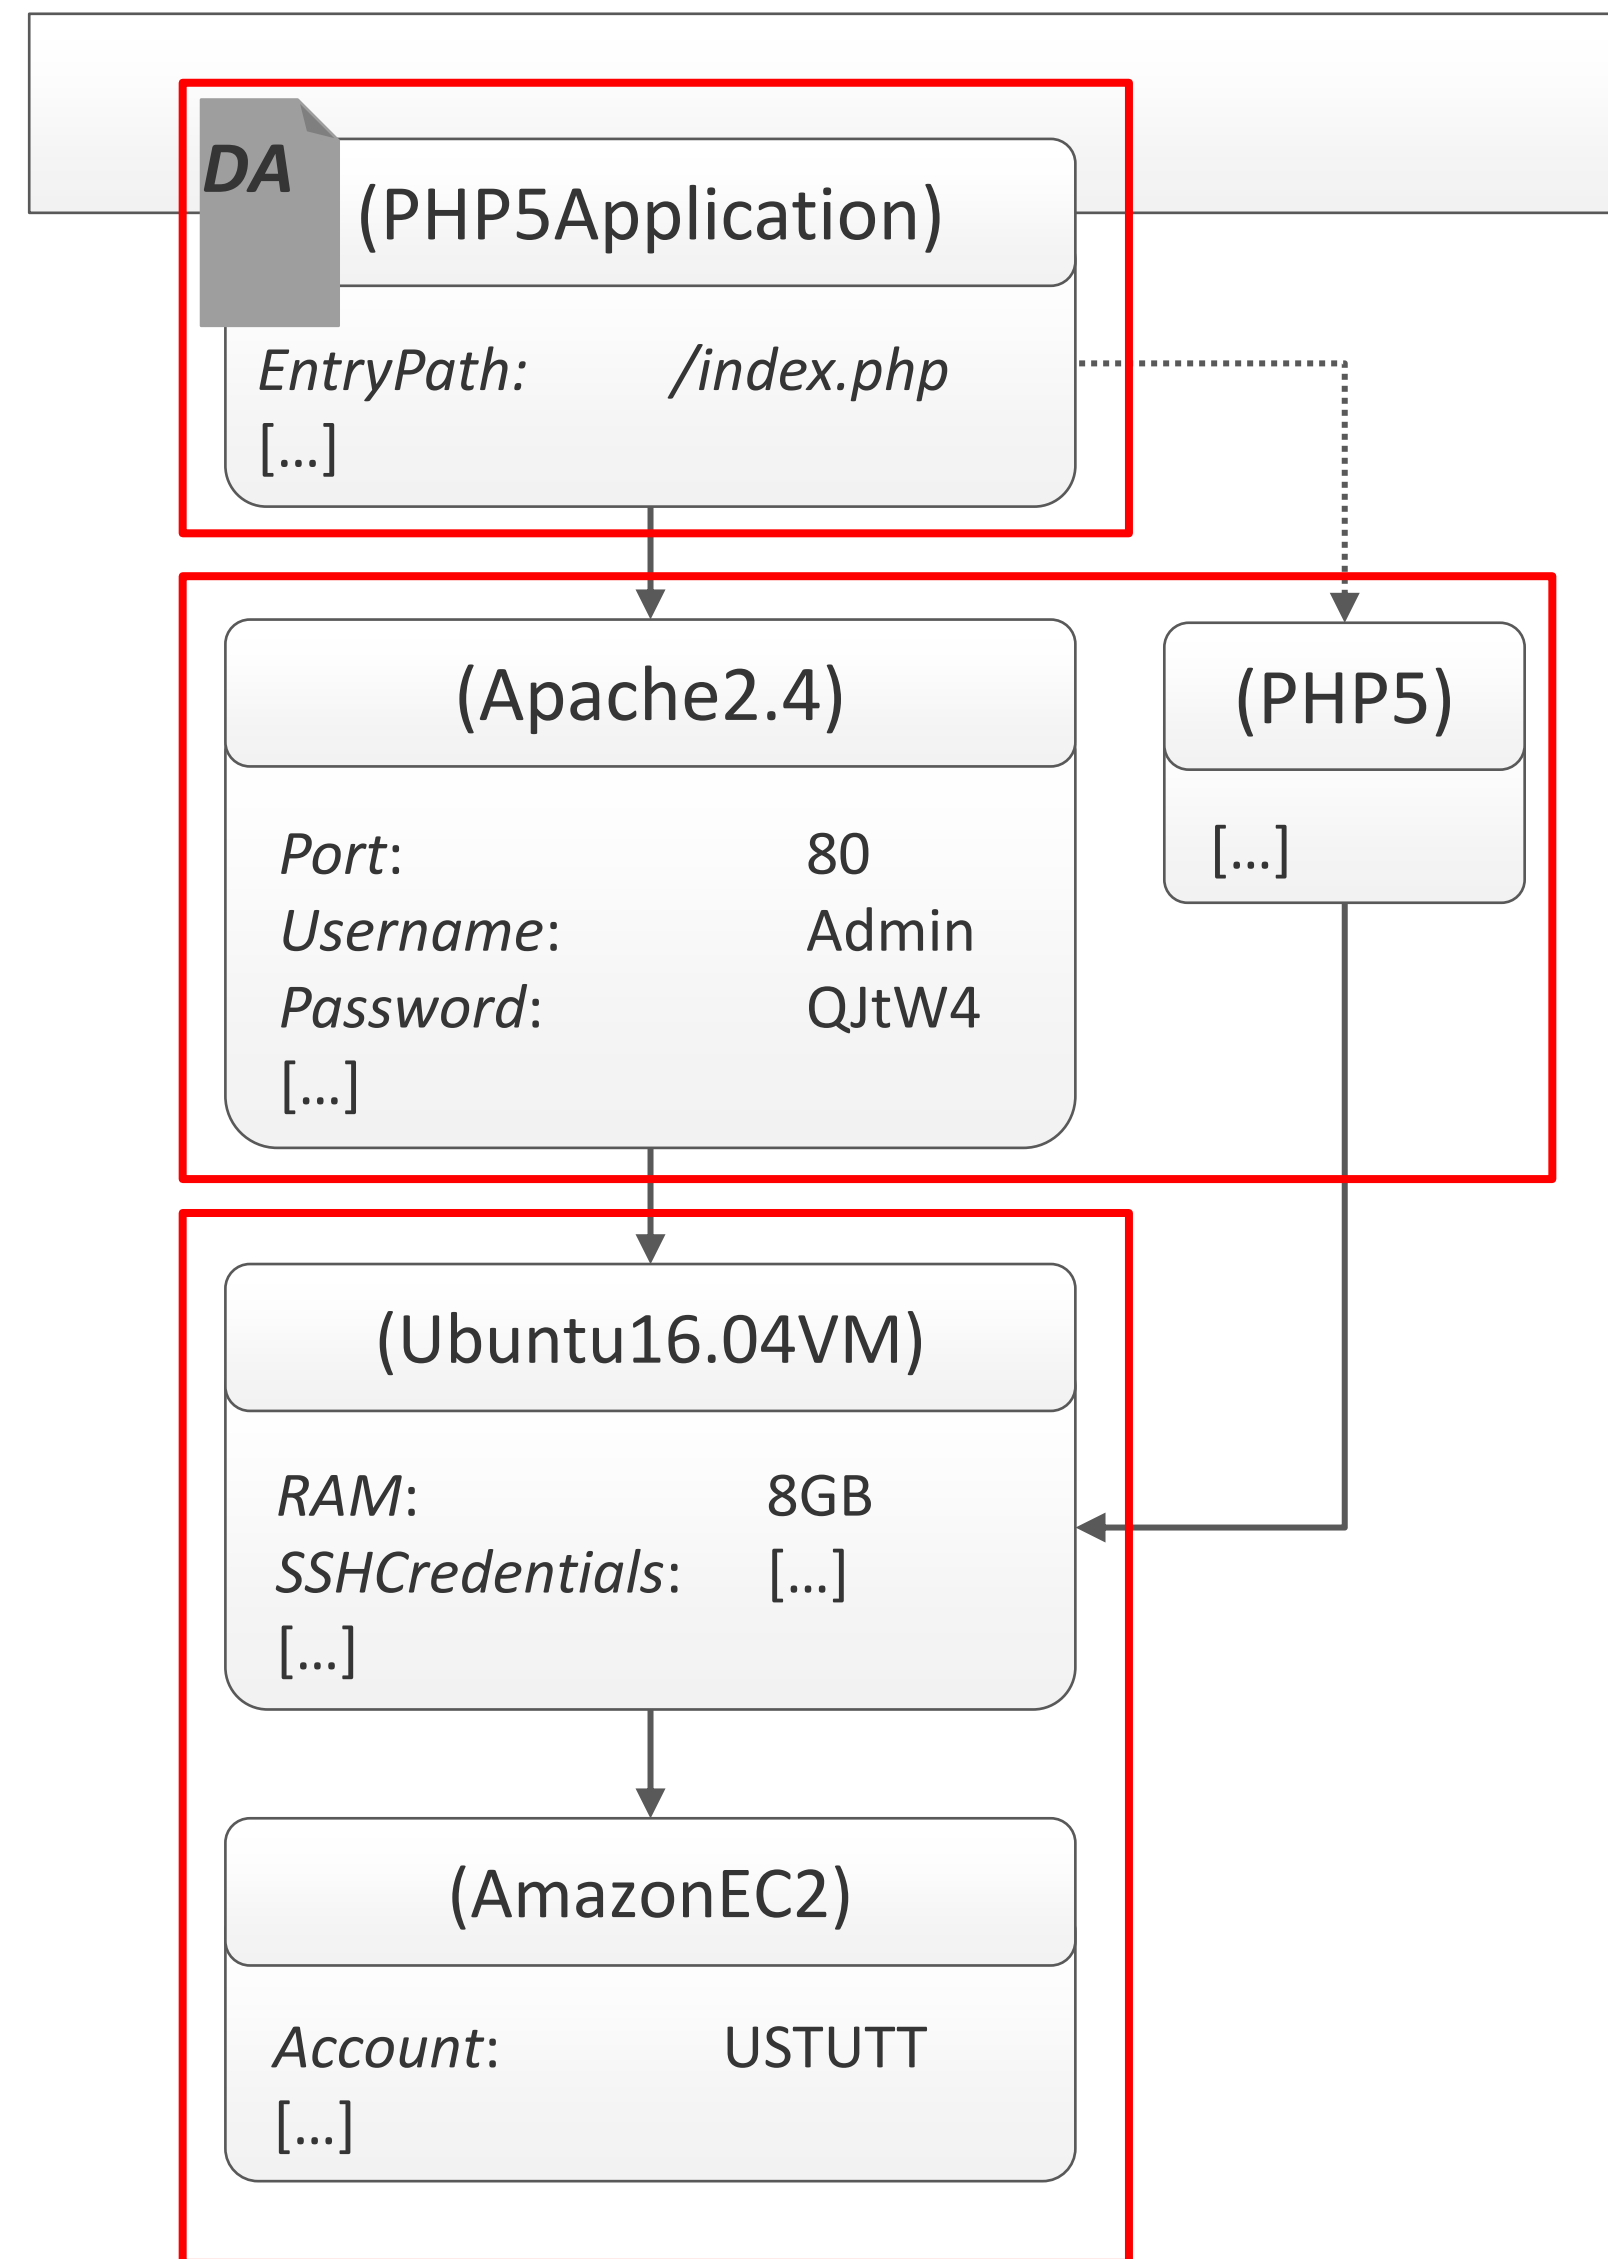 DA
(PHP5Application)
EntryPath: /index.php
[...]
(Apache2.4)
Port: 80
Username: Admin
Password: QJtW4
[...]
(PHP5)
[...]
(Ubuntu16.04VM)
RAM: 8GB
SSHCredentials: [...]
[...]
(AmazonEC2)
Account: USTUTT
[...]